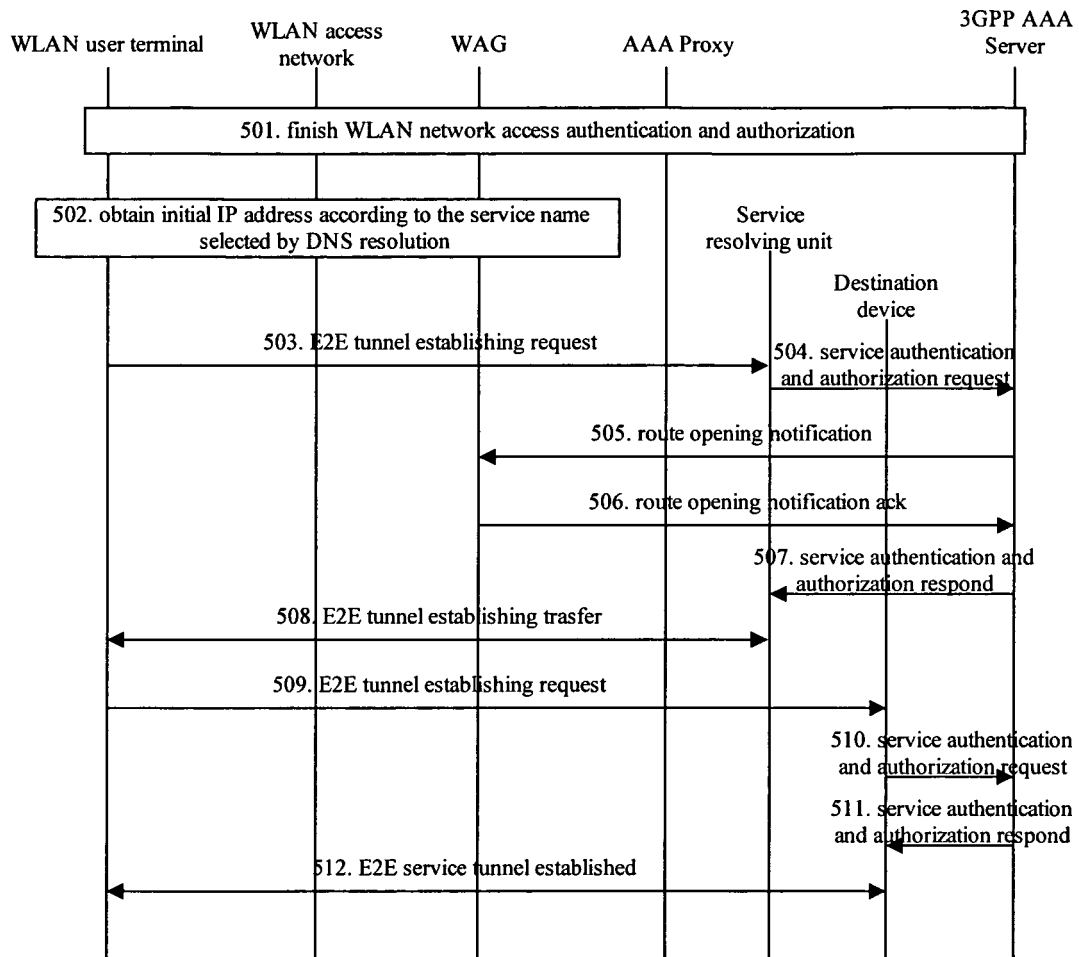 3GPP AAA
Server
WLAN user terminal
WLAN access
network
WAG
AAA Proxy
501. finish WLAN network access authentication and authorization
502. obtain initial IP address according to the service name
selected by DNS resolution
Service
resolving unit
Destination
device
503. E2E tunnel establishing request
504. service authentication
and authorization request
505. route opening notification
506. route opening notification ack
507. service authentication and
authorization respond
508. E2E tunnel establishing trasfer
509. E2E tunnel establishing request
510. service authentication
and authorization request
511. service authentication
and authorization respond
512. E2E service tunnel established